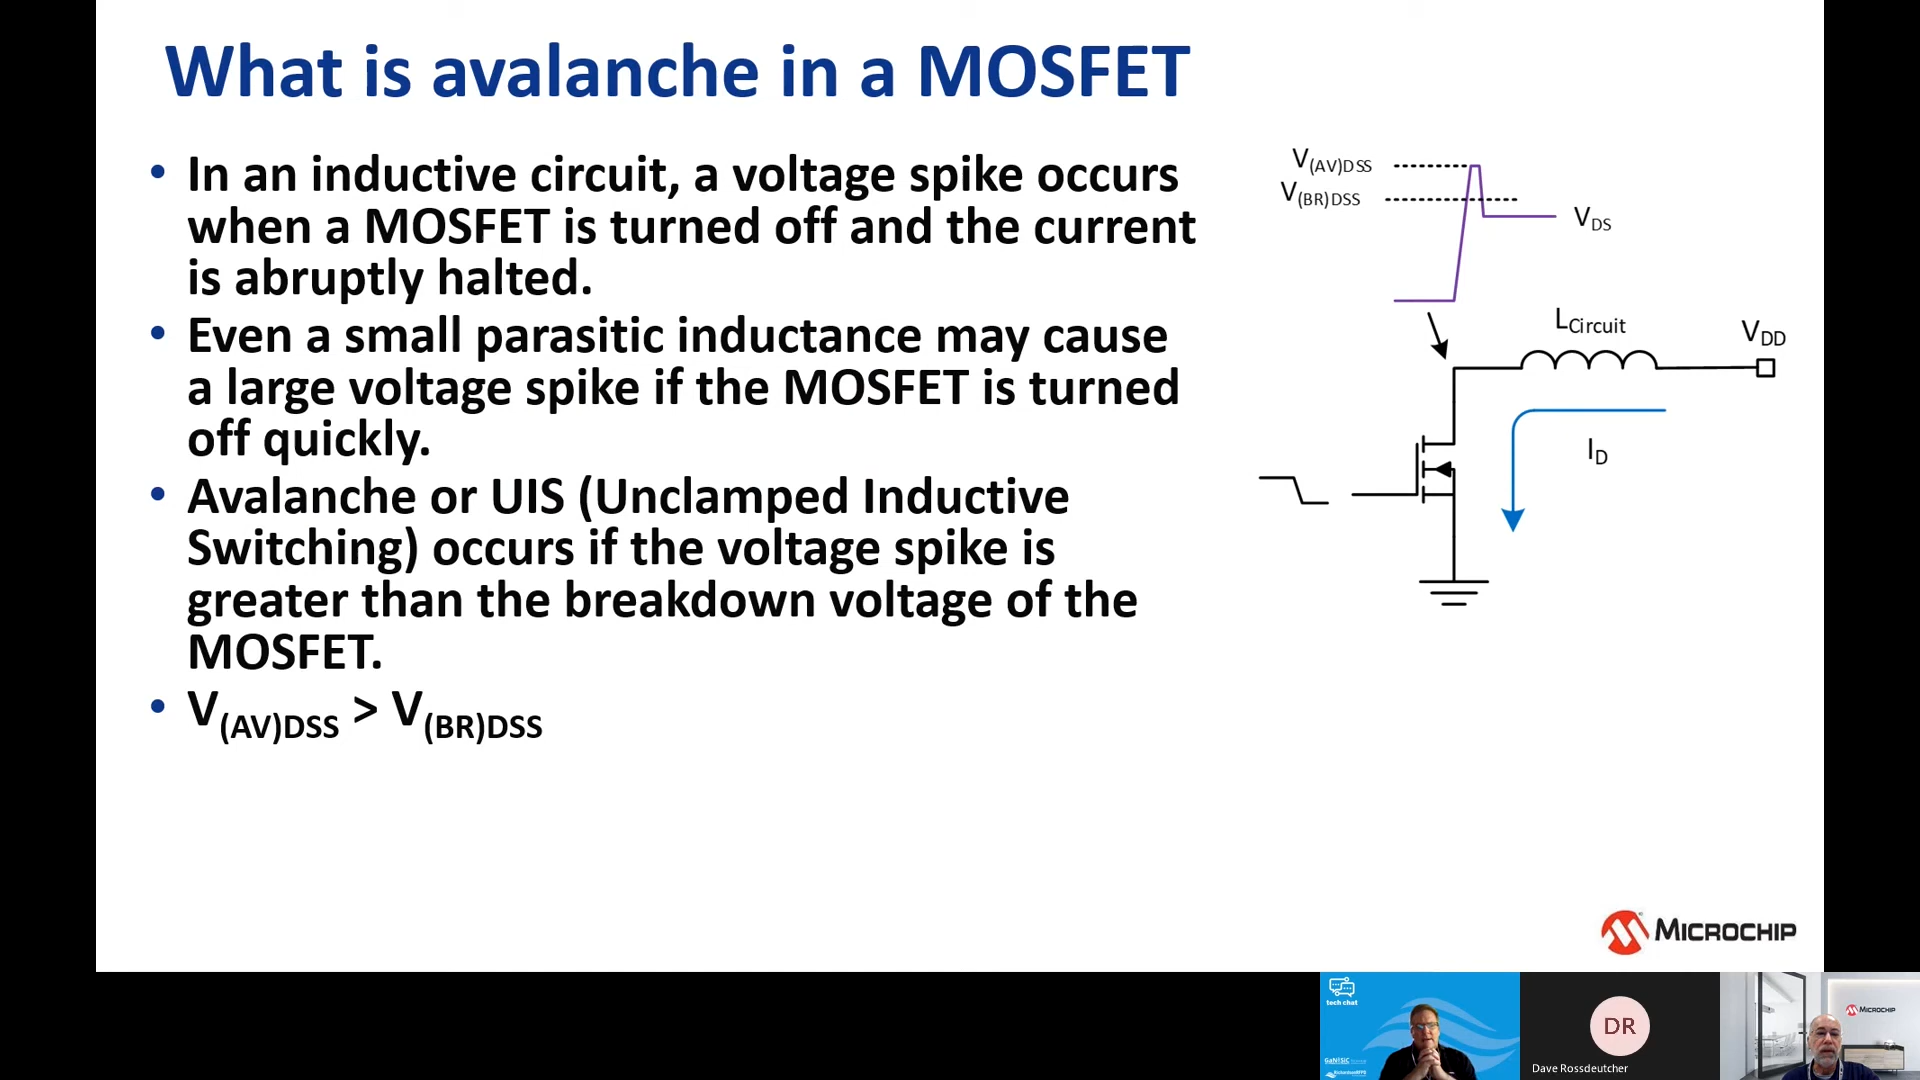 What is avalanche in a MOSFET
• In an inductive circuit, a voltage spike occurs
when a MOSFET is turned off and the current
is abruptly halted.
• Even a small parasitic inductance may cause
a large voltage spike if the MOSFET is turned
off quickly.
• Avalanche or UIS (Unclamped Inductive
Switching) occurs if the voltage spike is
greater than the breakdown voltage of the
MOSFET.
• V(AV)DSS > V(BR)DSS
V(AV)DSS
V(BR)DSS
VDS
LCircuit
VDD
ID
MICROCHIP
tech chat
DR
Dave Rossdeutcher
MICROCHIP